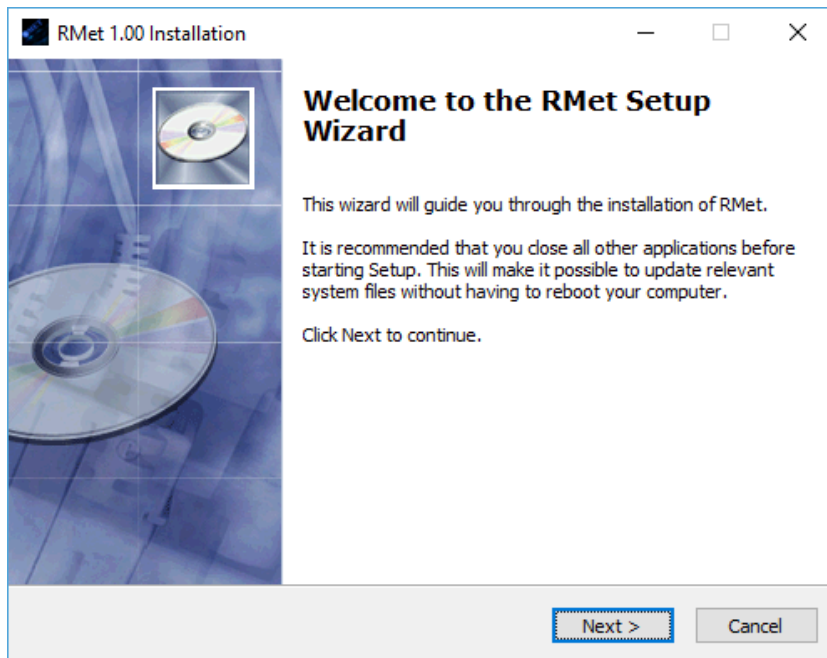 RMet 1.00 Installation
Welcome to the RMet Setup
Wizard
This wizard will guide you through the installation of RMet.
It is recommended that you close all other applications before
starting Setup. This will make it possible to update relevant
system files without having to reboot your computer.
Click Next to continue.
Next >
Cancel